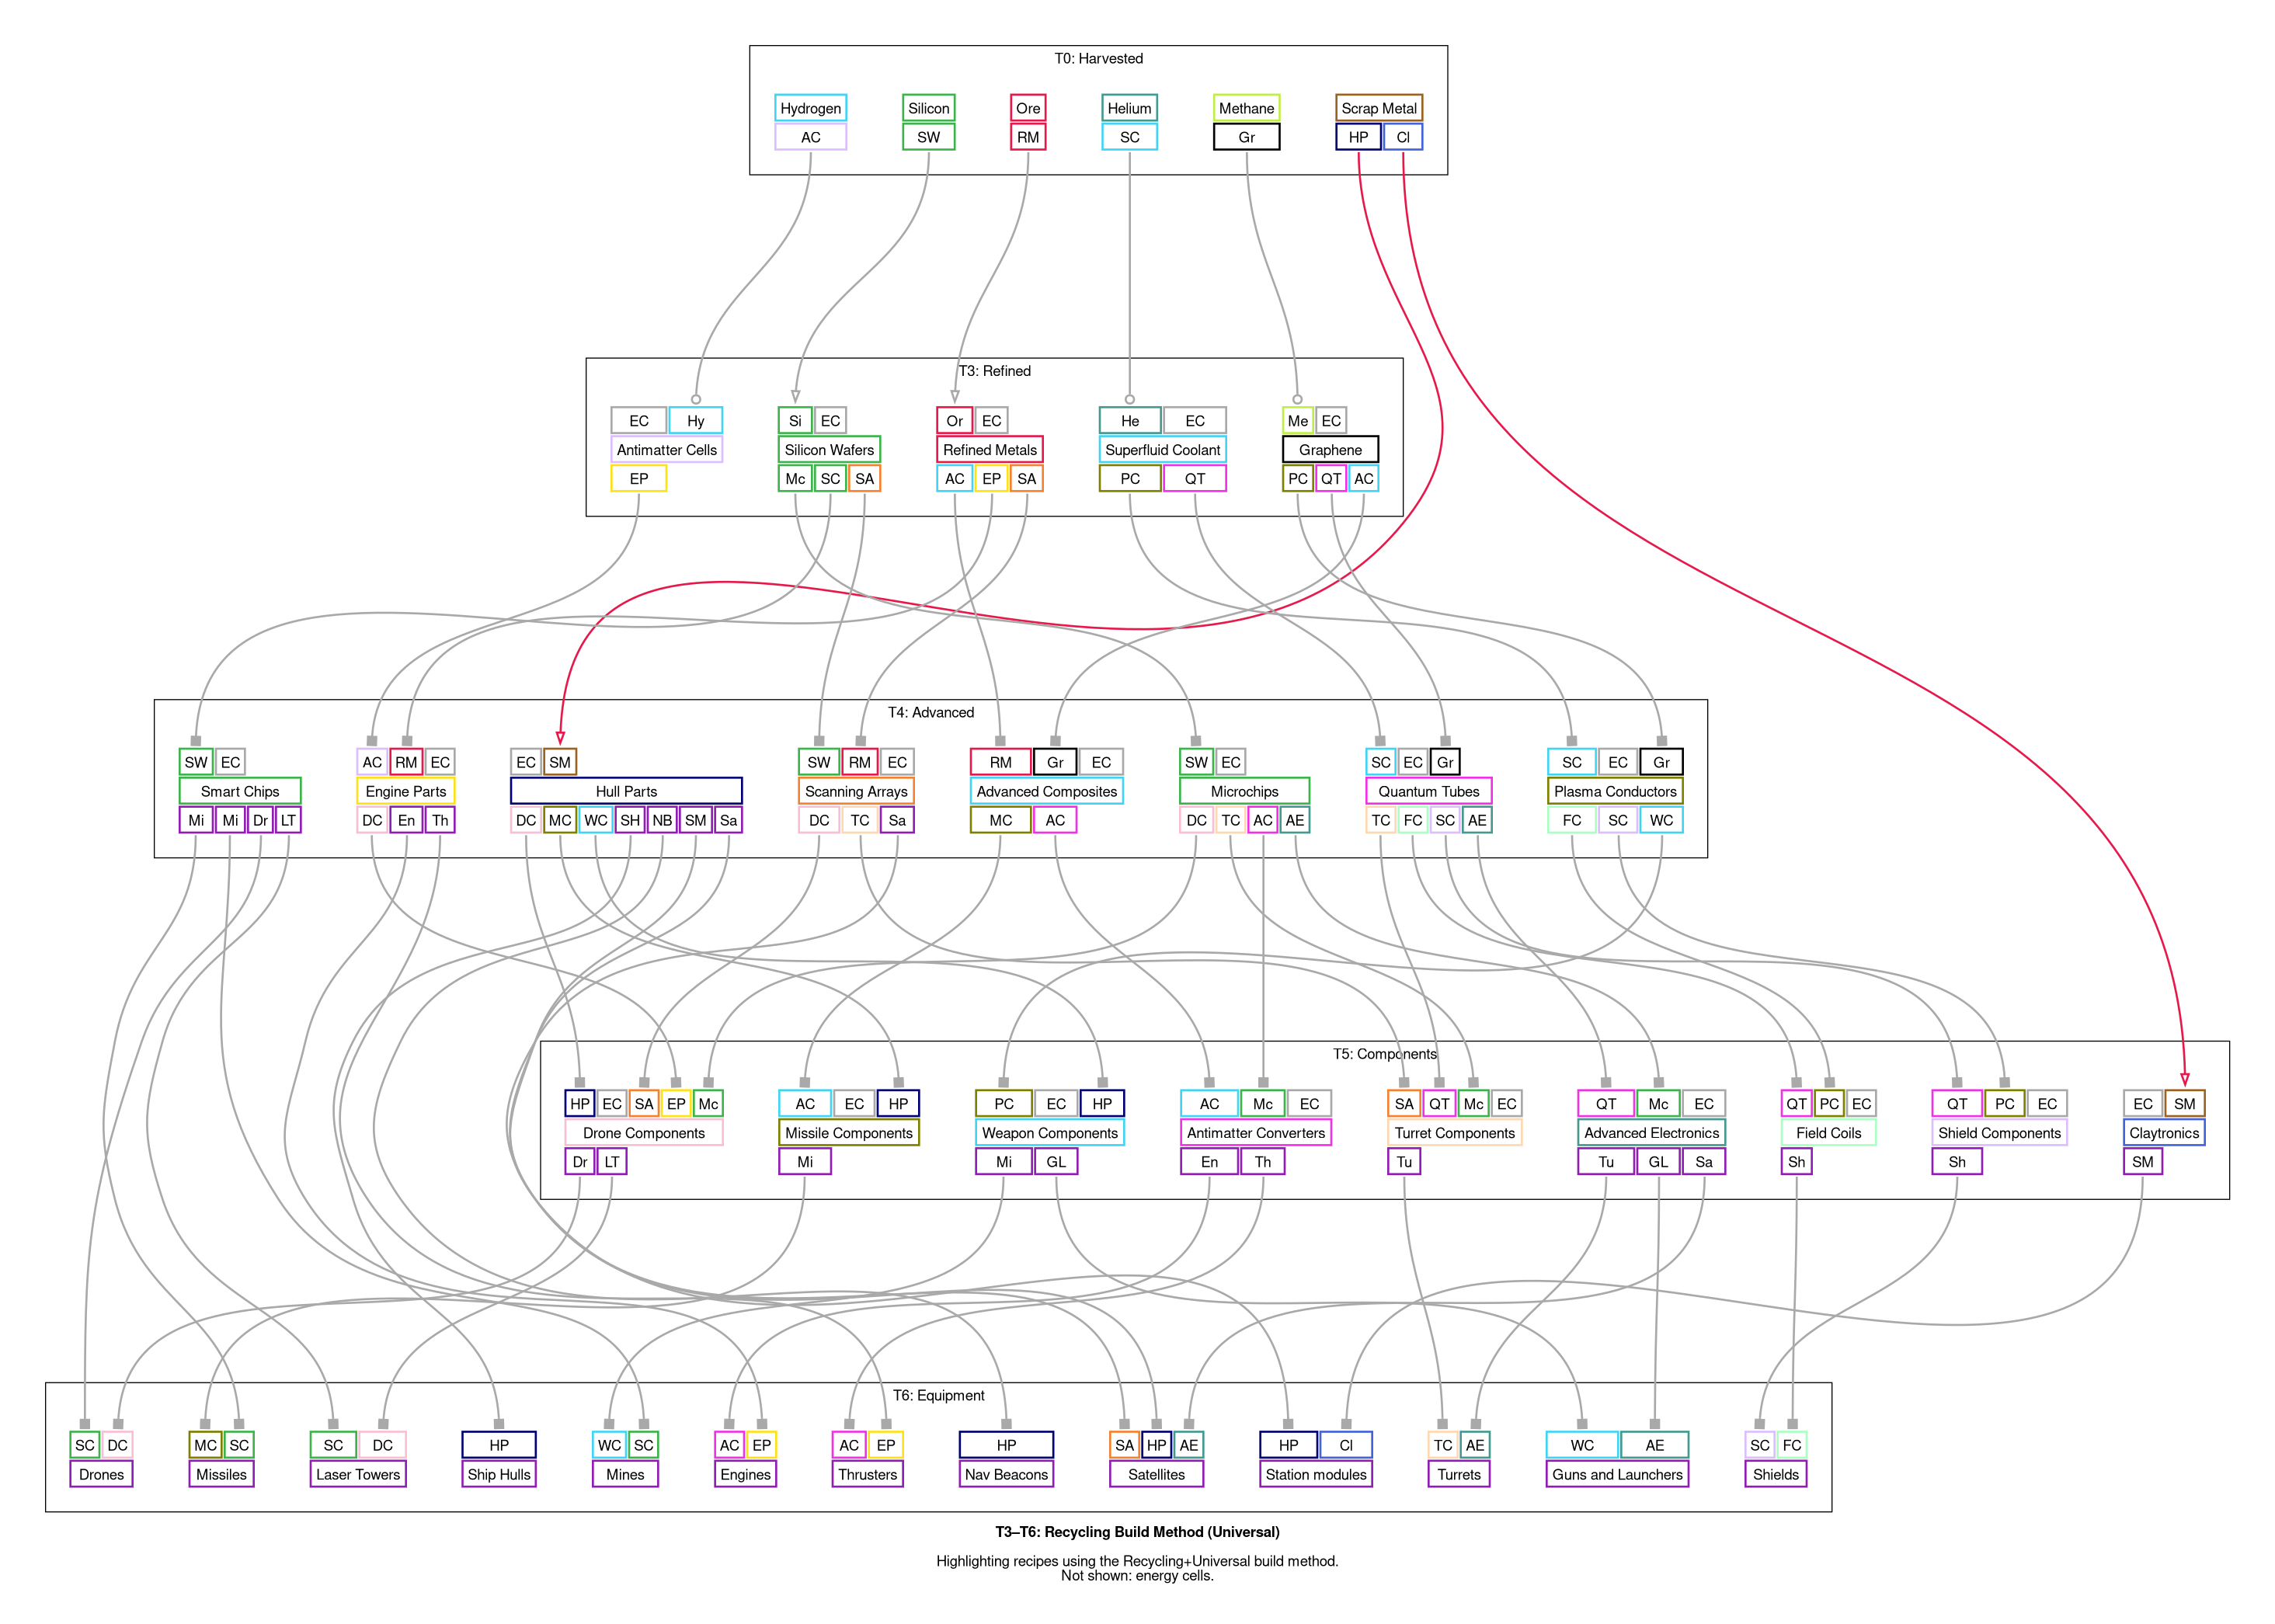 T0: Harvested
Hydrogen Silicon Ore Helium Methane Scrap Metal
AC SW RM SC Gr HP Cl
T3: Refined
EC Hy Si EC Or EC He EC Me EC
Antimatter Cells Silicon Wafers Refined Metals Superfluid Coolant Graphene
EP Mc SC SA AC EP SA PC QT PC QT AC
T4: Advanced
SW EC AC RM EC EC SM SW RM EC RM Gr EC SW EC SC EC Gr SC EC Gr
Smart Chips Engine Parts Hull Parts Scanning Arrays Advanced Composites Microchips Quantum Tubes Plasma Conductors
Mi Mi Dr LT DC En Th DC MC WC SH NB SM Sa DC TC Sa MC AC DC TC AC AE TC FC SC AE FC SC WC
T5: Components
HP EC SA EP Mc AC EC HP PC EC HP AC Mc EC SA QT Mc EC QT Mc EC QT PC EC QT PC EC EC SM
Drone Components Missile Components Weapon Components Antimatter Converters Turret Components Advanced Electronics Field Coils Shield Components Claytronics
Dr LT Mi Mi GL En Th Tu Tu GL Sa Sh Sh SM
T6: Equipment
SC DC MC SC SC DC HP WC SC AC EP AC EP HP SA HP AE HP Cl TC AE WC AE SC FC
Drones Missiles Laser Towers Ship Hulls Mines Engines Thrusters Nav Beacons Satellites Station modules Turrets Guns and Launchers Shields
T3–T6: Recycling Build Method (Universal)
Highlighting recipes using the Recycling+Universal build method.
Not shown: energy cells.